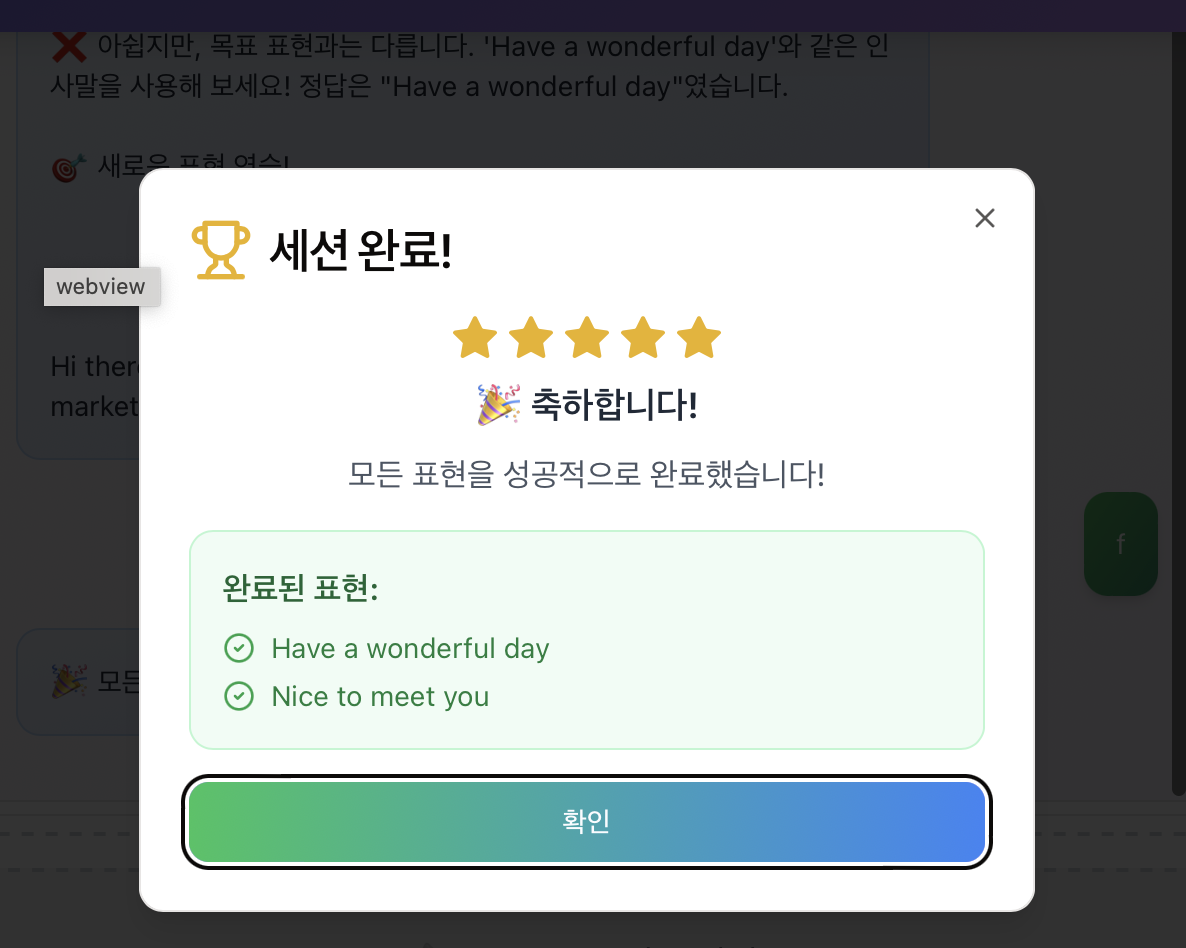 ❌ 아쉽지만, 목표 표현과는 다릅니다. 'Have a wonderful day'와 같은 인
사말을 사용해 보세요! 정답은 "Have a wonderful day"였습니다.
🎯 새로운 표현 연습!
세션 완료!
webview
🎉 축하합니다!
Hi there
market
모든 표현을 성공적으로 완료했습니다!
f
완료된 표현:
Have a wonderful day
🎉 모든
Nice to meet you
확인